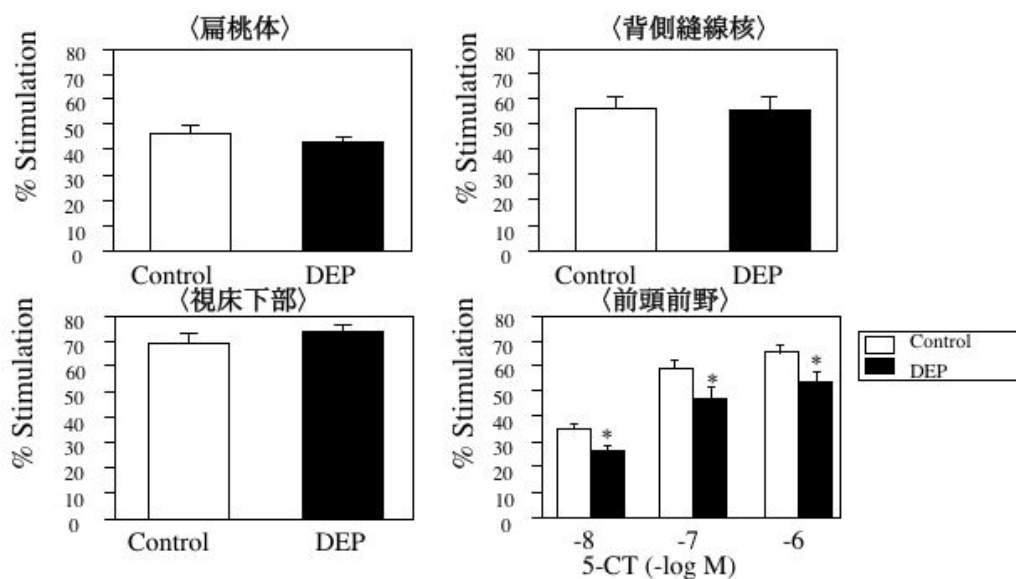 〈扁桃体〉
% Stimulation
80
70
60
50
40
30
20
10
0
Control DEP
〈背側縫線核〉
% Stimulation
80
70
60
50
40
30
20
10
0
Control DEP
〈視床下部〉
% Stimulation
80
70
60
50
40
30
20
10
0
Control DEP
〈前頭前野〉
% Stimulation
80
70
60
50
40
30
20
10
0
* * *
-8 -7 -6
5-CT (-log M)
Control
DEP